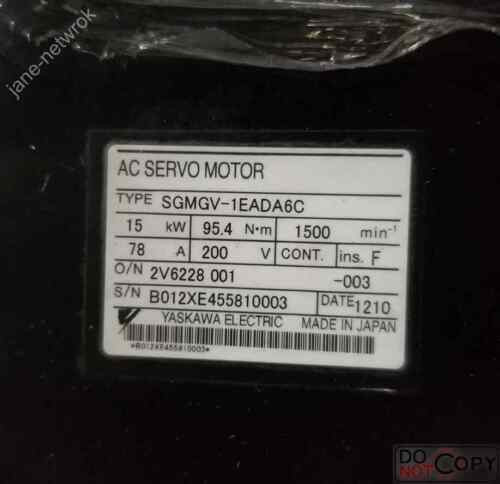 jane-netwrok
AC SERVO MOTOR
TYPE SGMGV-1EADA6C
15 kW 95.4 N·m 1500 min⁻¹
78 A 200 V CONT. ins. F
O/N 2V6228 001 -003
S/N B012XE455810003 DATE 1210
YASKAWA ELECTRIC MADE IN JAPAN
*B012XE455810003*
DO NOT COPY